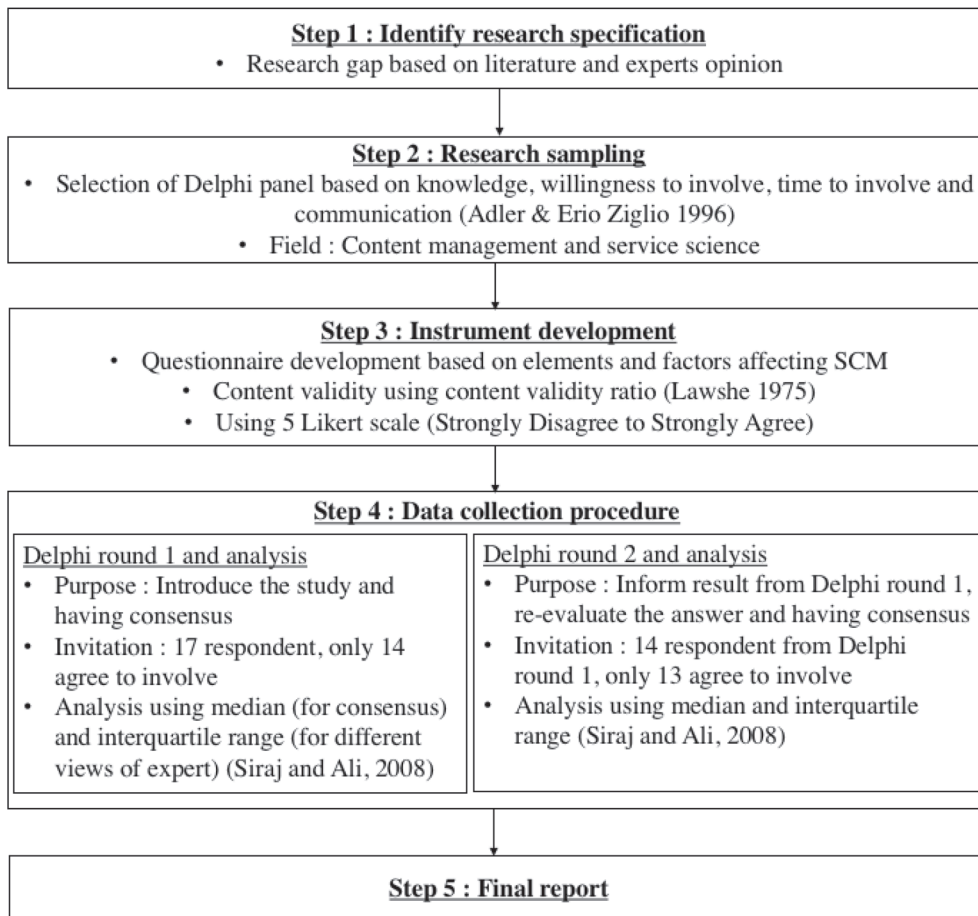 Step 1 : Identify research specification
• Research gap based on literature and experts opinion
Step 2 : Research sampling
• Selection of Delphi panel based on knowledge, willingness to involve, time to involve and
communication (Adler & Erio Ziglio 1996)
• Field : Content management and service science
Step 3 : Instrument development
• Questionnaire development based on elements and factors affecting SCM
• Content validity using content validity ratio (Lawshe 1975)
• Using 5 Likert scale (Strongly Disagree to Strongly Agree)
Step 4 : Data collection procedure
Delphi round 1 and analysis
• Purpose : Introduce the study and
having consensus
• Invitation : 17 respondent, only 14
agree to involve
• Analysis using median (for consensus)
and interquartile range (for different
views of expert) (Siraj and Ali, 2008)
Delphi round 2 and analysis
• Purpose : Inform result from Delphi round 1,
re-evaluate the answer and having consensus
• Invitation : 14 respondent from Delphi
round 1, only 13 agree to involve
• Analysis using median and interquartile
range (Siraj and Ali, 2008)
Step 5 : Final report